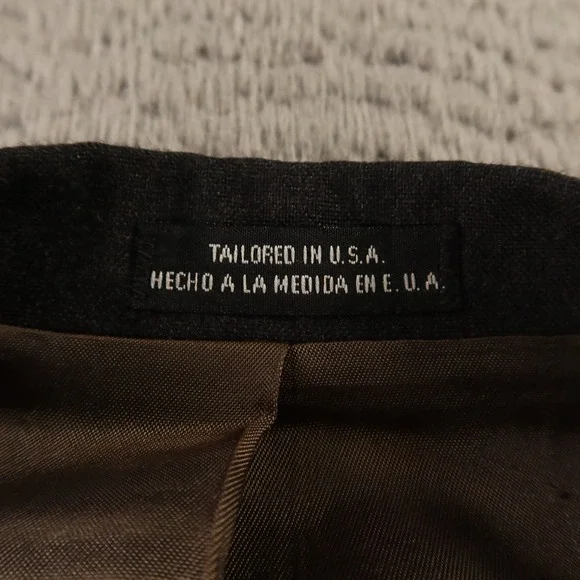 TAILORED IN U.S.A.
HECHO A LA MEDIDA EN E.U.A.